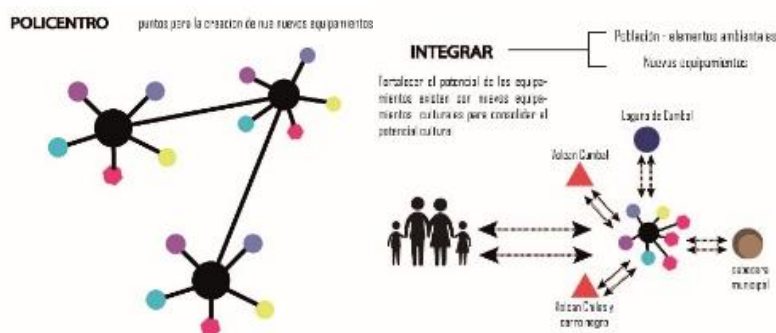 POLICENTRO
puntos para la creacion de nue nuevos equipamientos
INTEGRAR
Población - elementos ambientales
Nuevos equipamientos
Fortalecer el potencial de los equipa-
mientos existen con nuevos equipa-
mientos culturales para consolidar el
potencial cultura
Laguna de Cumbal
Volcan Cumbal
cabecera
municipal
Volcan Chiles y
cerro negro